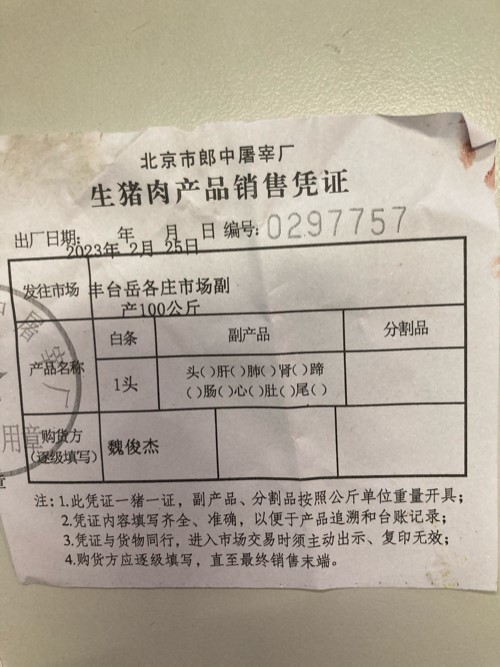 北京市郎中屠宰厂
生猪肉产品销售凭证
出厂日期： 年 月 日 编号：0297757
2023年 2月 25日
发往市场 丰台岳各庄市场副
产100公斤
产品名称 白条 副产品 分割品
1头 头( )肝( )肺( )肾( )蹄
( )肠( )心( )肚( )尾( )
购货方
(逐级填写) 魏俊杰
用章
注：1.此凭证一猪一证，副产品、分割品按照公斤单位重量开具；
2.凭证内容填写齐全、准确，以便于产品追溯和台账记录；
3.凭证与货物同行，进入市场交易时须主动出示、复印无效；
4.购货方应逐级填写，直至最终销售末端。